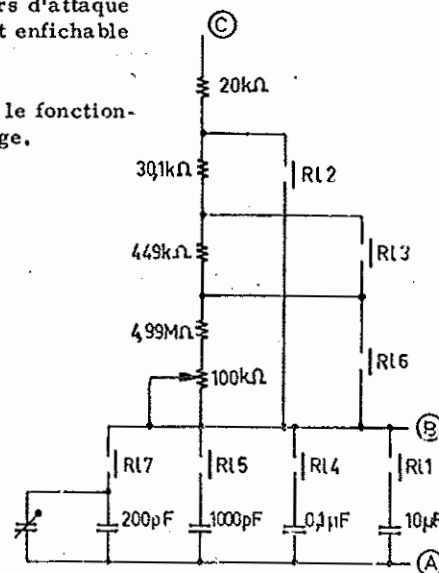 rs d'attaque
t enfichable
le fonction-
ge.
C
20kΩ
Rl2
30,1kΩ
449kΩ
Rl3
4,99MΩ
Rl6
100kΩ
B
Rl7
Rl5
Rl4
Rl1
200pF
1000pF
0,1μF
10μF
A